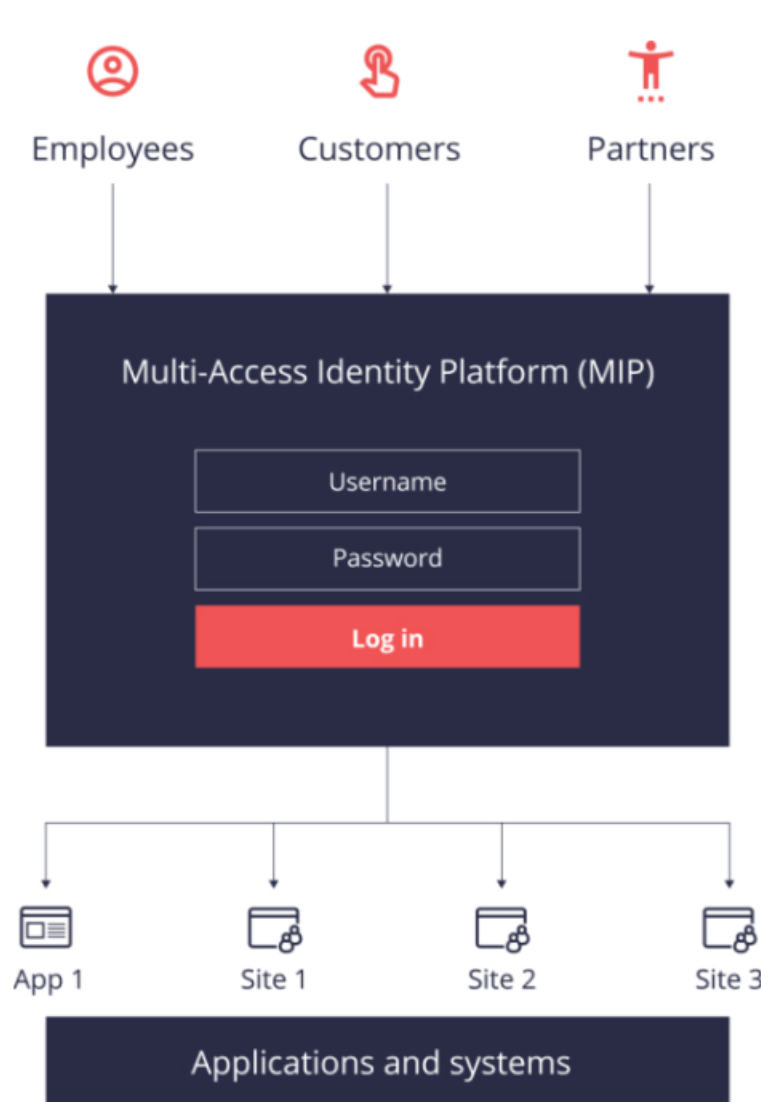 Employees
Customers
Partners
Multi-Access Identity Platform (MIP)
Username
Password
Log in
App 1
Site 1
Site 2
Site 3
Applications and systems